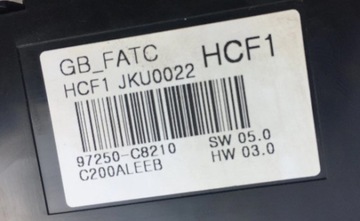 GB_FATC HCF1
HCF1 JKU0022
97250-C8210 SW 05.0
C200ALEEB HW 03.0